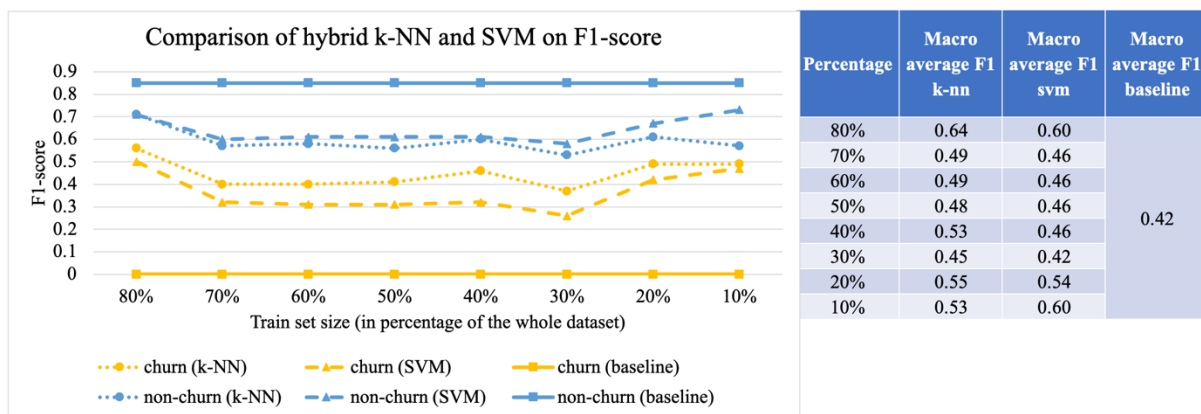 Comparison of hybrid k-NN and SVM on F1-score
F1-score
0.9
0.8
0.7
0.6
0.5
0.4
0.3
0.2
0.1
0
80% 70% 60% 50% 40% 30% 20% 10%
Train set size (in percentage of the whole dataset)
churn (k-NN) churn (SVM) churn (baseline)
non-churn (k-NN) non-churn (SVM) non-churn (baseline)
Percentage Macro average F1 k-nn Macro average F1 svm Macro average F1 baseline
80% 0.64 0.60
70% 0.49 0.46
60% 0.49 0.46
50% 0.48 0.46
0.42
40% 0.53 0.46
30% 0.45 0.42
20% 0.55 0.54
10% 0.53 0.60